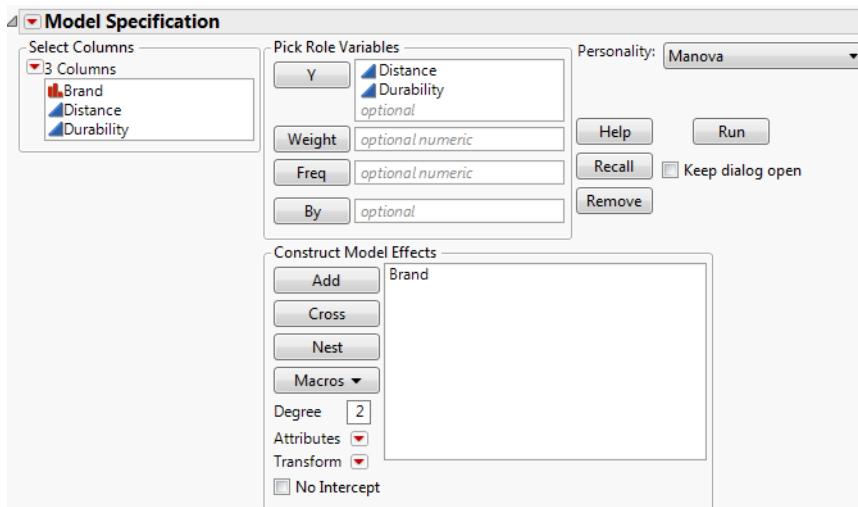 Model Specification
Select Columns
3 Columns
Brand
Distance
Durability
Pick Role Variables
Y
Distance
Durability
optional
Weight
optional numeric
Freq
optional numeric
By
optional
Personality:
Manova
Help
Run
Recall
Keep dialog open
Remove
Construct Model Effects
Add
Brand
Cross
Nest
Macros
Degree 2
Attributes
Transform
No Intercept